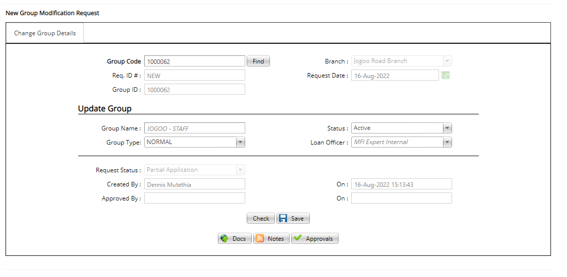 New Group Modification Request
Change Group Details
Group Code 1000062 Find Branch : Jogoo Road Branch
Req. ID # : NEW Request Date : 16-Aug-2022
Group ID : 1000062
Update Group
Group Name : JOGOO - STAFF Status : Active
Group Type: NORMAL Loan Officer : MFI Expert Internal
Request Status : Partial Application
Created By : Dennis Mutethia On : 16-Aug-2022 15:13:43
Approved By : On :
Check Save
Docs Notes Approvals